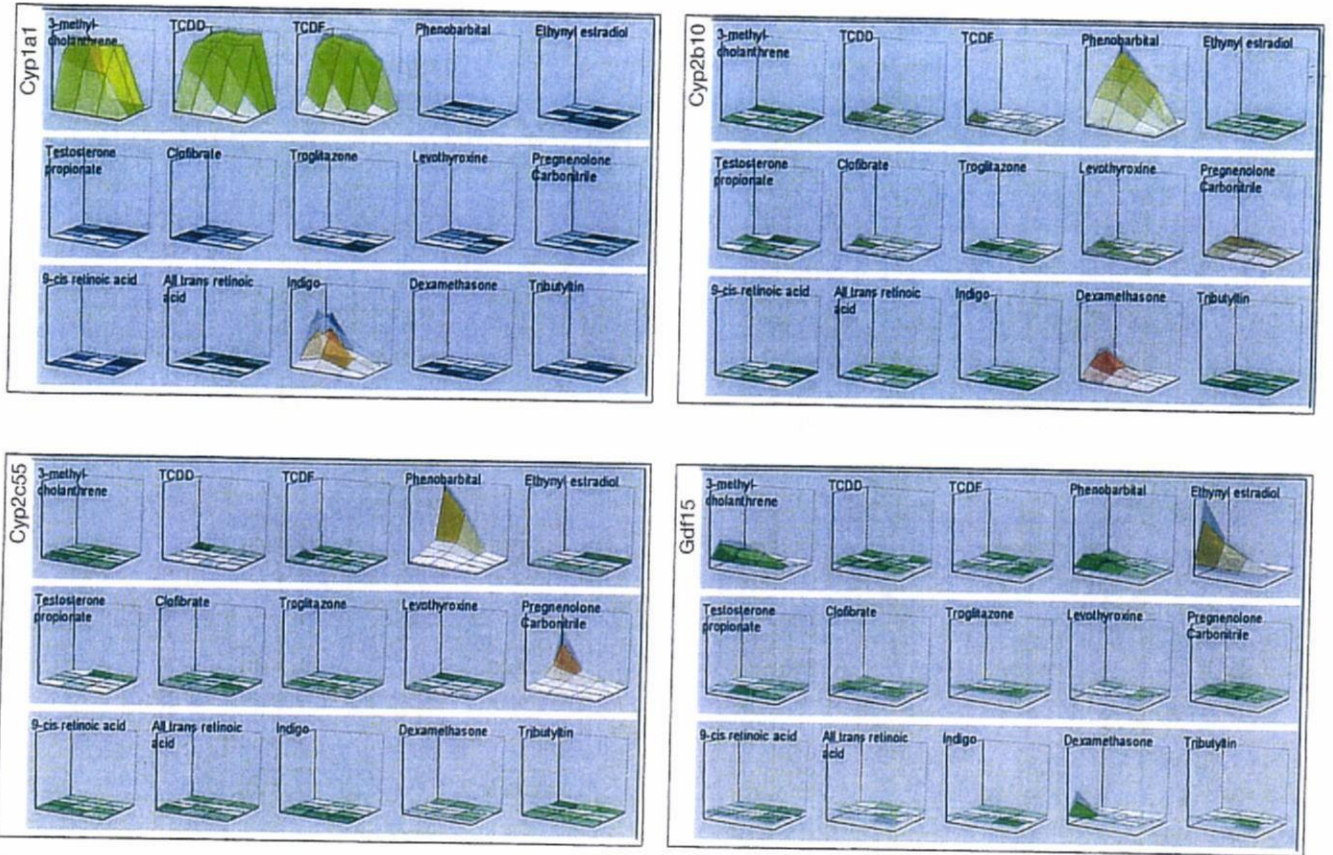 Cyp1a1
3-methyl-
cholanthrene
TCDD
TCDF
Phenobarbital
Ethynyl estradiol
Testosterone
propionate
Clofibrate
Troglitazone
Levothyroxine
Pregnenolone
Carbonitrile
9-cis retinoic acid
All trans retinoic
acid
Indigo
Dexamethasone
Tributyltin
Cyp2b10
3-methyl-
cholanthrene
TCDD
TCDF
Phenobarbital
Ethynyl estradiol
Testosterone
propionate
Clofibrate
Troglitazone
Levothyroxine
Pregnenolone
Carbonitrile
9-cis retinoic acid
All trans retinoic
acid
Indigo
Dexamethasone
Tributyltin
Cyp2c55
3-methyl-
cholanthrene
TCDD
TCDF
Phenobarbital
Ethynyl estradiol
Testosterone
propionate
Clofibrate
Troglitazone
Levothyroxine
Pregnenolone
Carbonitrile
9-cis retinoic acid
All trans retinoic
acid
Indigo
Dexamethasone
Tributyltin
Gdf15
3-methyl-
cholanthrene
TCDD
TCDF
Phenobarbital
Ethynyl estradiol
Testosterone
propionate
Clofibrate
Troglitazone
Levothyroxine
Pregnenolone
Carbonitrile
9-cis retinoic acid
All trans retinoic
acid
Indigo
Dexamethasone
Tributyltin